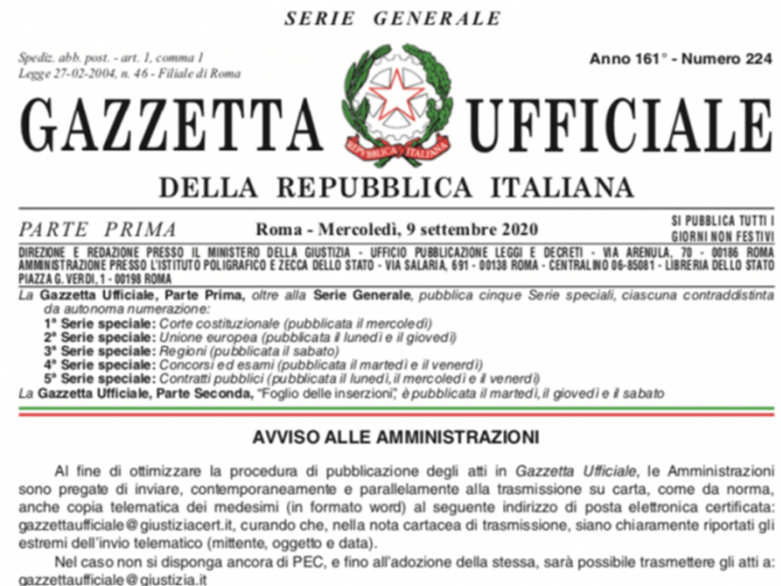 SERIE GENERALE
Spediz. abb. post. - art. 1, comma 1
Legge 27-02-2004, n. 46 - Filiale di Roma
Anno 161° - Numero 224
GAZZETTA UFFICIALE
REPVBBLICA ITALIANA
DELLA REPUBBLICA ITALIANA
PARTE PRIMA
Roma - Mercoledì, 9 settembre 2020
SI PUBBLICA TUTTI I
GIORNI NON FESTIVI
DIREZIONE E REDAZIONE PRESSO IL MINISTERO DELLA GIUSTIZIA - UFFICIO PUBBLICAZIONE LEGGI E DECRETI - VIA ARENULA, 70 - 00186 ROMA
AMMINISTRAZIONE PRESSO L'ISTITUTO POLIGRAFICO E ZECCA DELLO STATO - VIA SALARIA, 691 - 00138 ROMA - CENTRALINO 06-85081 - LIBRERIA DELLO STATO
PIAZZA G. VERDI, 1 - 00198 ROMA
La Gazzetta Ufficiale, Parte Prima, oltre alla Serie Generale, pubblica cinque Serie speciali, ciascuna contraddistinta
da autonoma numerazione:
1ª Serie speciale: Corte costituzionale (pubblicata il mercoledì)
2ª Serie speciale: Unione europea (pubblicata il lunedì e il giovedì)
3ª Serie speciale: Regioni (pubblicata il sabato)
4ª Serie speciale: Concorsi ed esami (pubblicata il martedì e il venerdì)
5ª Serie speciale: Contratti pubblici (pubblicata il lunedì, il mercoledì e il venerdì)
La Gazzetta Ufficiale, Parte Seconda, “Foglio delle inserzioni”, è pubblicata il martedì, il giovedì e il sabato
AVVISO ALLE AMMINISTRAZIONI
Al fine di ottimizzare la procedura di pubblicazione degli atti in Gazzetta Ufficiale, le Amministrazioni
sono pregate di inviare, contemporaneamente e parallelamente alla trasmissione su carta, come da norma,
anche copia telematica dei medesimi (in formato word) al seguente indirizzo di posta elettronica certificata:
gazzettaufficiale@giustiziacert.it, curando che, nella nota cartacea di trasmissione, siano chiaramente riportati gli
estremi dell'invio telematico (mittente, oggetto e data).
Nel caso non si disponga ancora di PEC, e fino all'adozione della stessa, sarà possibile trasmettere gli atti a:
gazzettaufficiale@giustizia.it